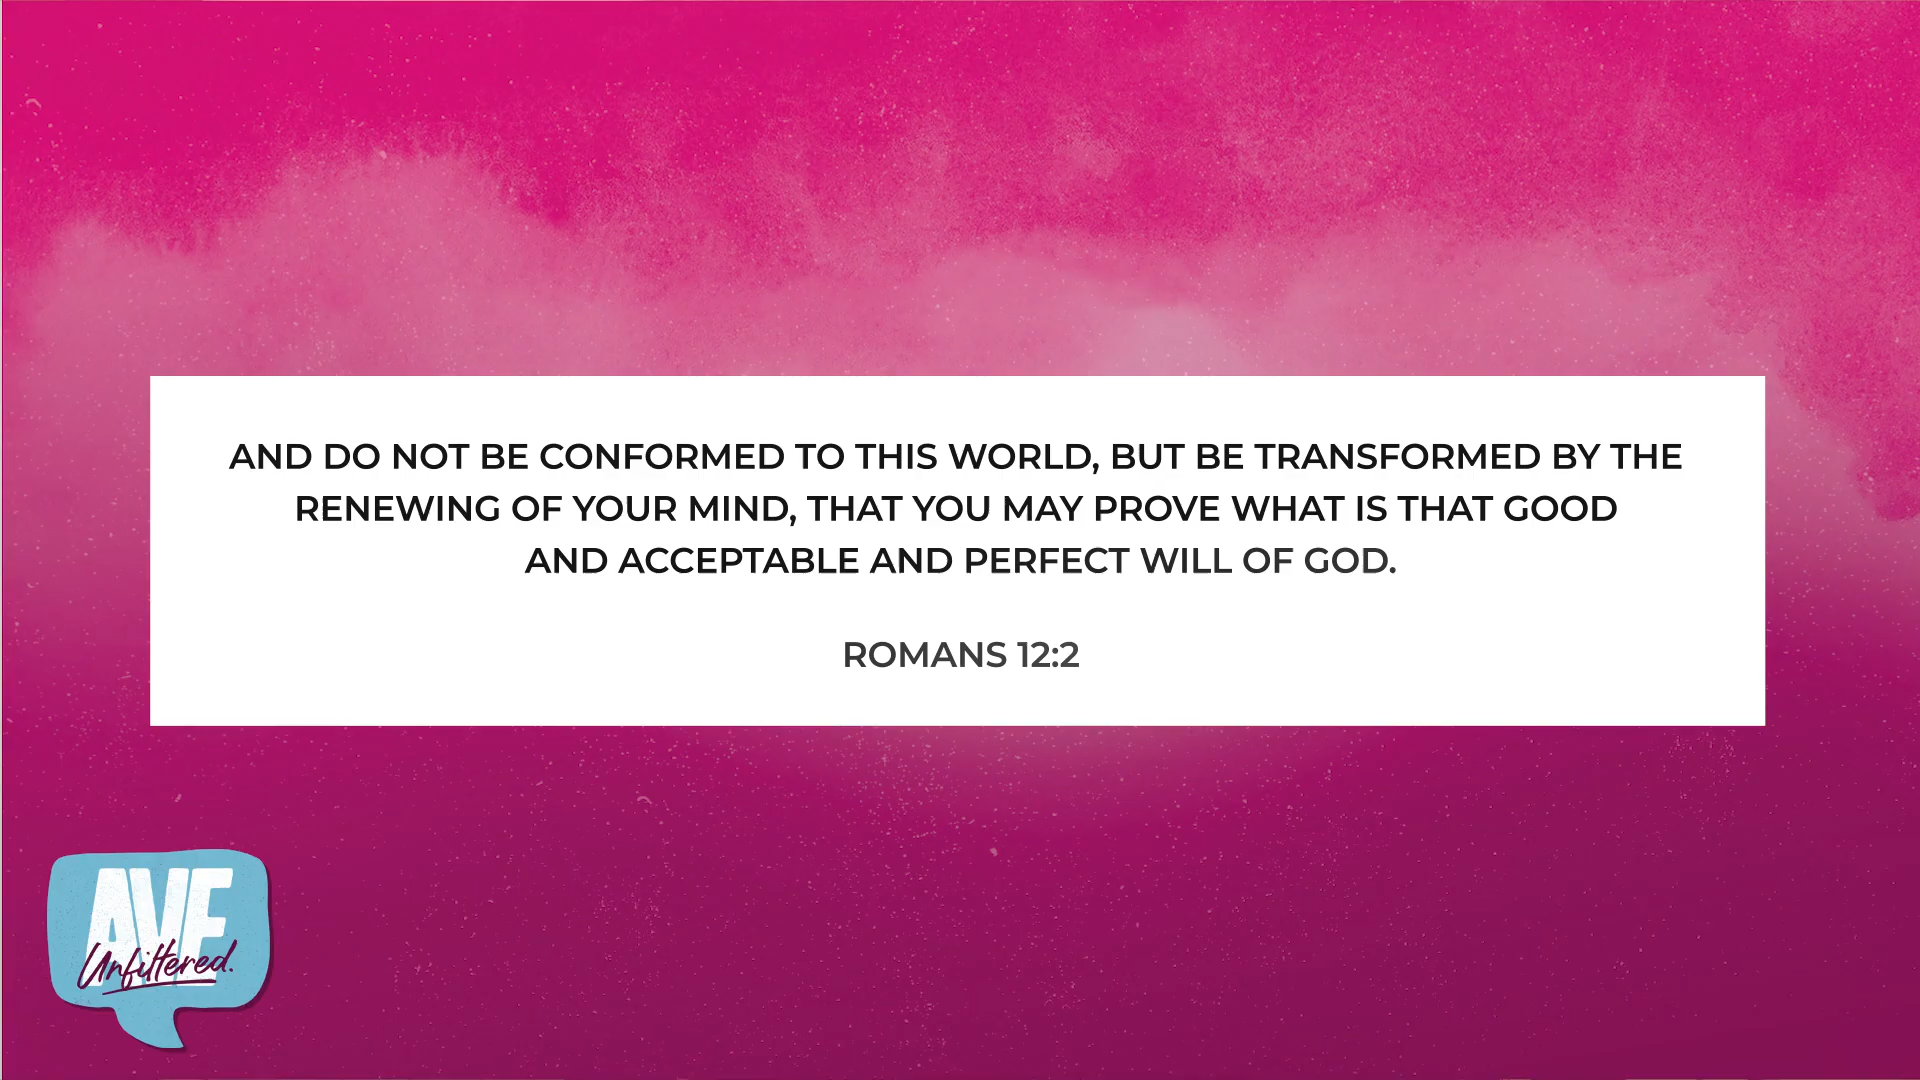 AND DO NOT BE CONFORMED TO THIS WORLD, BUT BE TRANSFORMED BY THE
RENEWING OF YOUR MIND, THAT YOU MAY PROVE WHAT IS THAT GOOD
AND ACCEPTABLE AND PERFECT WILL OF GOD.
ROMANS 12:2
AVE
Unfiltered.